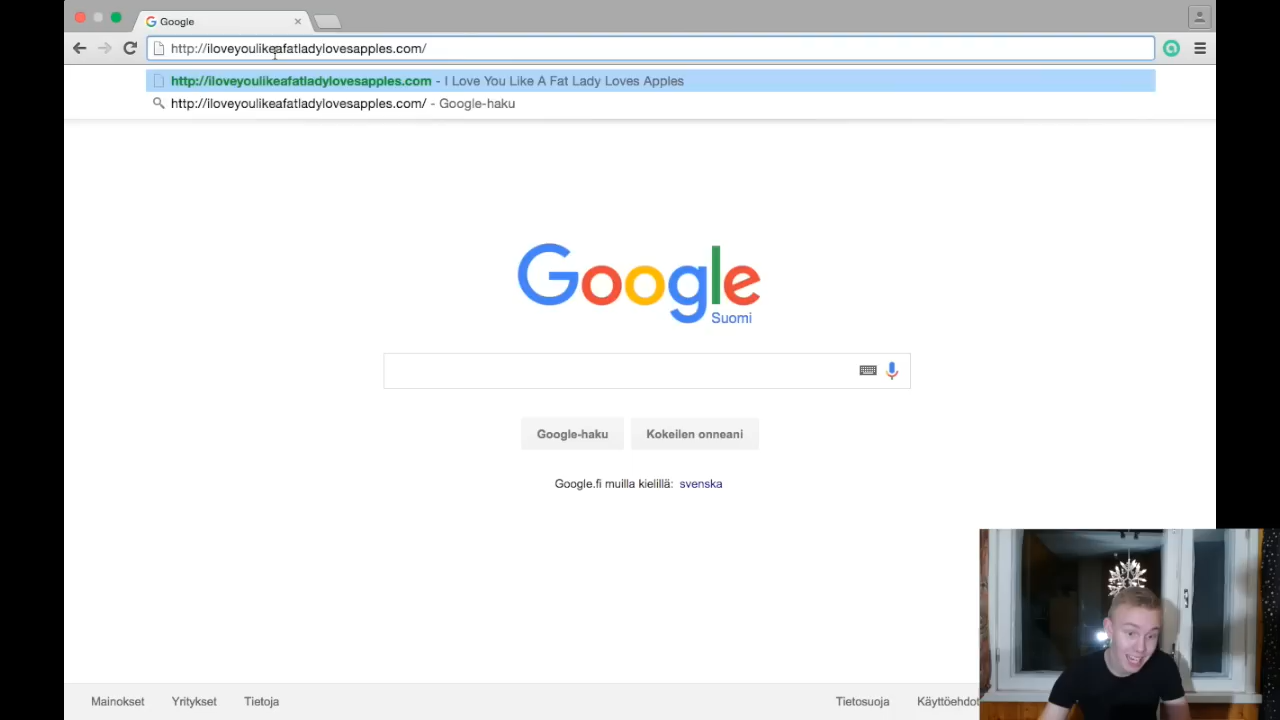 Google
http://iloveyoulikeafatladylovesapples.com/
http://iloveyoulikeafatladylovesapples.com - I Love You Like A Fat Lady Loves Apples
http://iloveyoulikeafatladylovesapples.com/ - Google-haku
Google
Suomi
Google-haku Kokeilen onneani
Google.fi muilla kielillä: svenska
Mainokset Yritykset Tietoja Tietosuoja Käyttöehdot